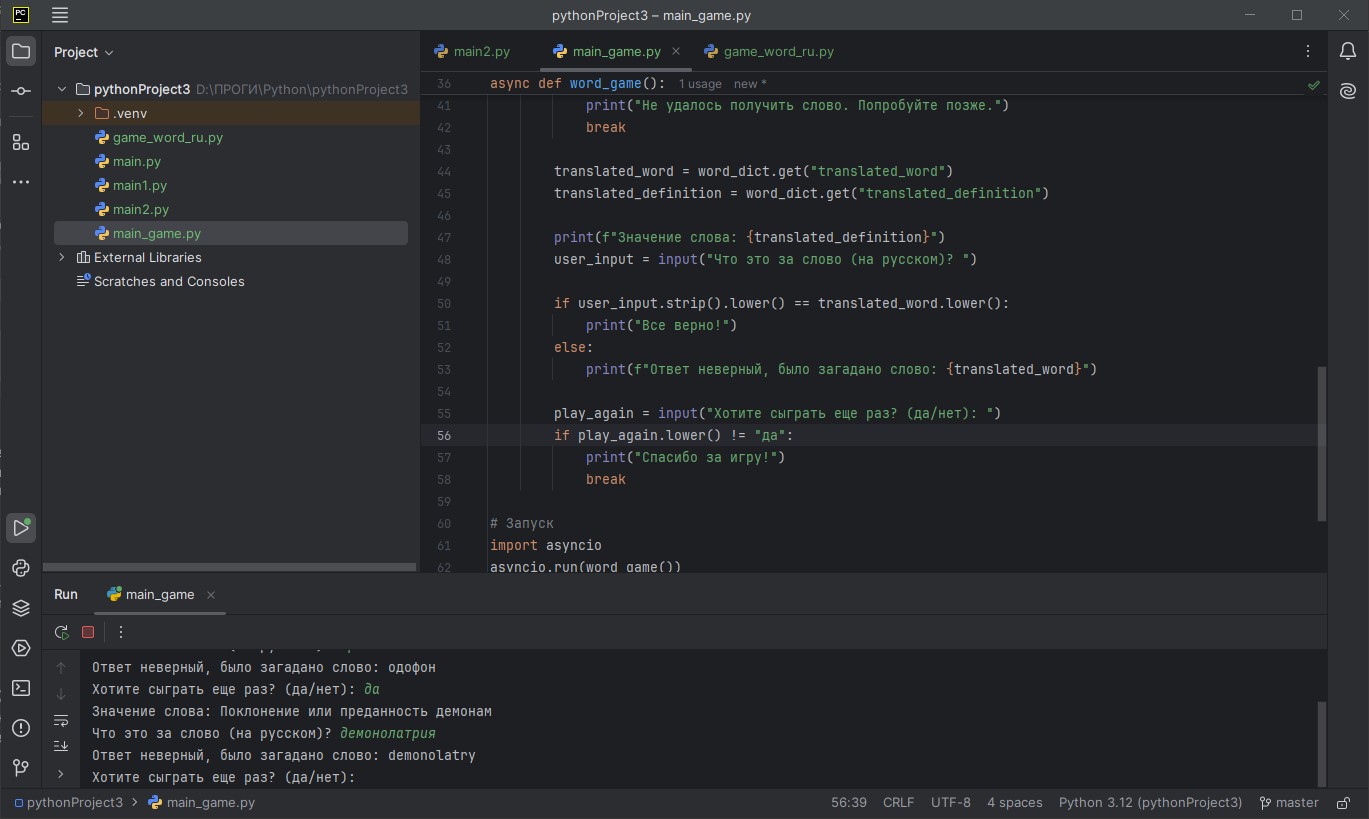 PC
pythonProject3 – main_game.py
Project
main2.py
main_game.py
game_word_ru.py
pythonProject3 D:\ПРОГИ\Python\pythonProject3
.venv
game_word_ru.py
main.py
main1.py
main2.py
main_game.py
External Libraries
Scratches and Consoles
36 async def word_game(): 1 usage new *
41 print("Не удалось получить слово. Попробуйте позже.")
42 break
43
44 translated_word = word_dict.get("translated_word")
45 translated_definition = word_dict.get("translated_definition")
46
47 print(f"Значение слова: {translated_definition}")
48 user_input = input("Что это за слово (на русском)? ")
49
50 if user_input.strip().lower() == translated_word.lower():
51 print("Все верно!")
52 else:
53 print(f"Ответ неверный, было загадано слово: {translated_word}")
54
55 play_again = input("Хотите сыграть еще раз? (да/нет): ")
56 if play_again.lower() != "да":
57 print("Спасибо за игру!")
58 break
59
60 # Запуск
61 import asyncio
62 asyncio.run(word_game())
Run main_game
Ответ неверный, было загадано слово: одофон
Хотите сыграть еще раз? (да/нет): да
Значение слова: Поклонение или преданность демонам
Что это за слово (на русском)? демонолатрия
Ответ неверный, было загадано слово: demonolatry
Хотите сыграть еще раз? (да/нет):
pythonProject3 > main_game.py
56:39 CRLF UTF-8 4 spaces Python 3.12 (pythonProject3) master